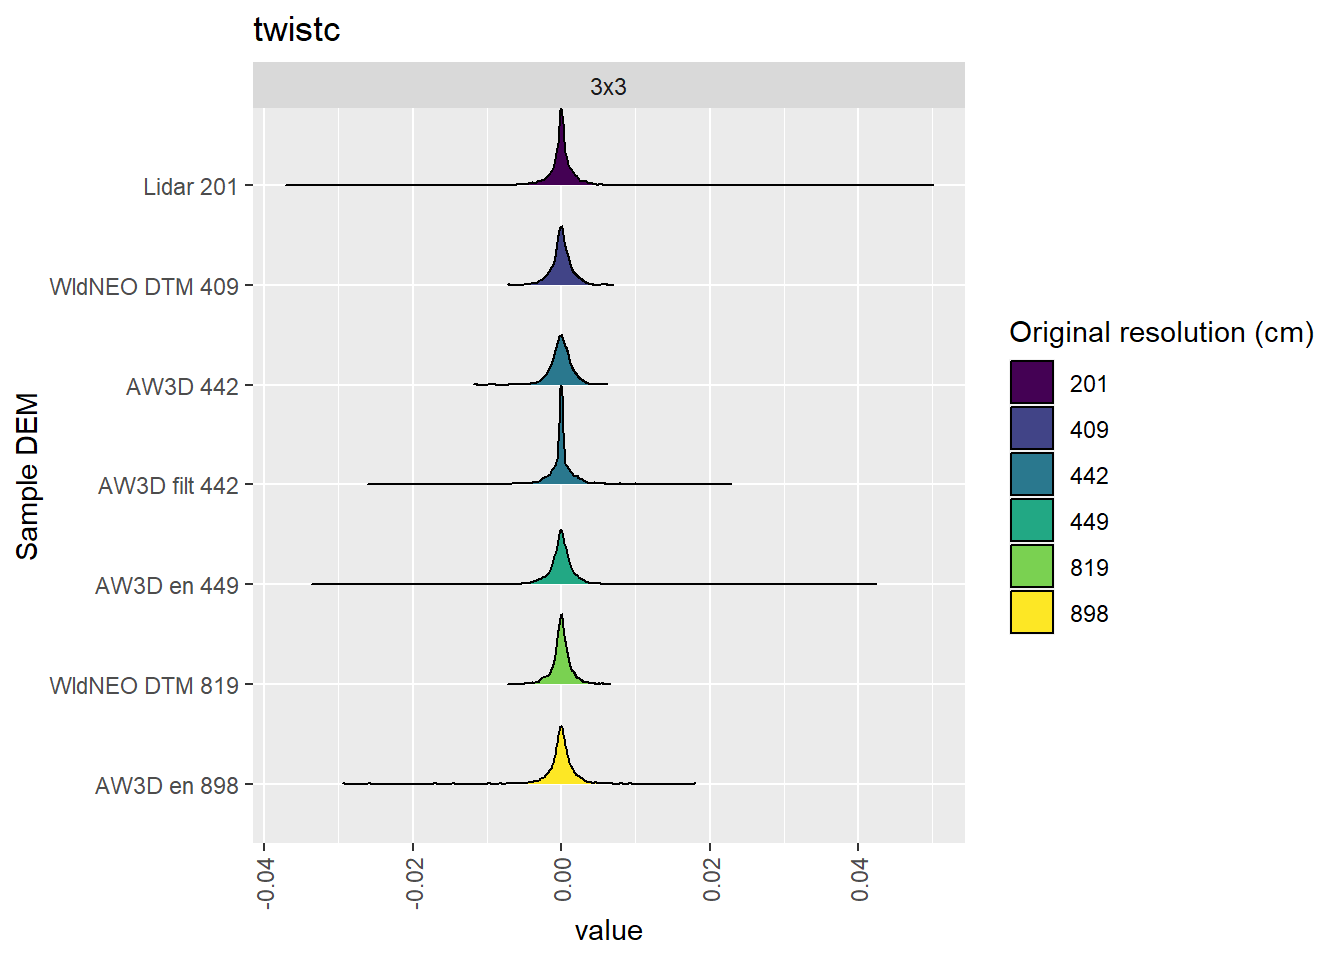 twistc
3x3
Lidar 201
WldNEO DTM 409
AW3D 442
AW3D filt 442
AW3D en 449
WldNEO DTM 819
AW3D en 898
Sample DEM
-0.04
-0.02
0.00
0.02
0.04
value
Original resolution (cm)
201
409
442
449
819
898